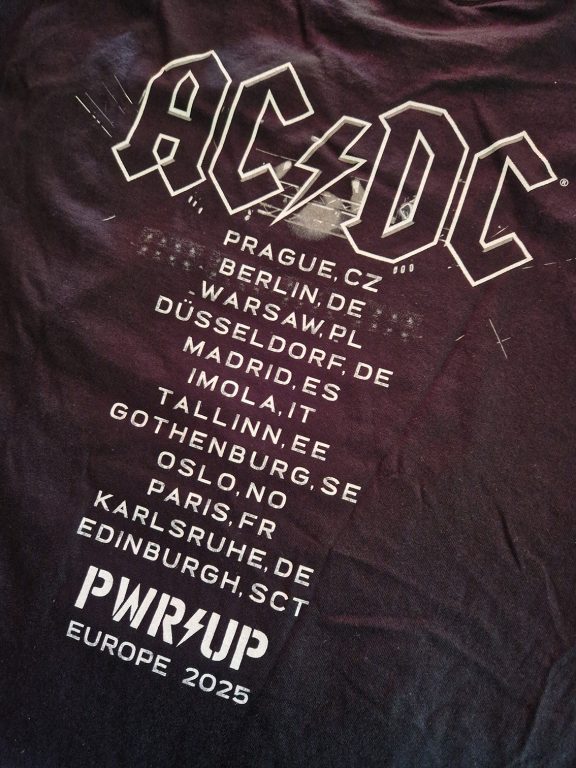 AC⚡DC®
PRAGUE, CZ
BERLIN, DE
WARSAW, PL
DÜSSELDORF, DE
MADRID, ES
IMOLA, IT
TALLINN, EE
GOTHENBURG, SE
OSLO, NO
PARIS, FR
KARLSRUHE, DE
EDINBURGH, SCT
PWR⚡UP
EUROPE 2025